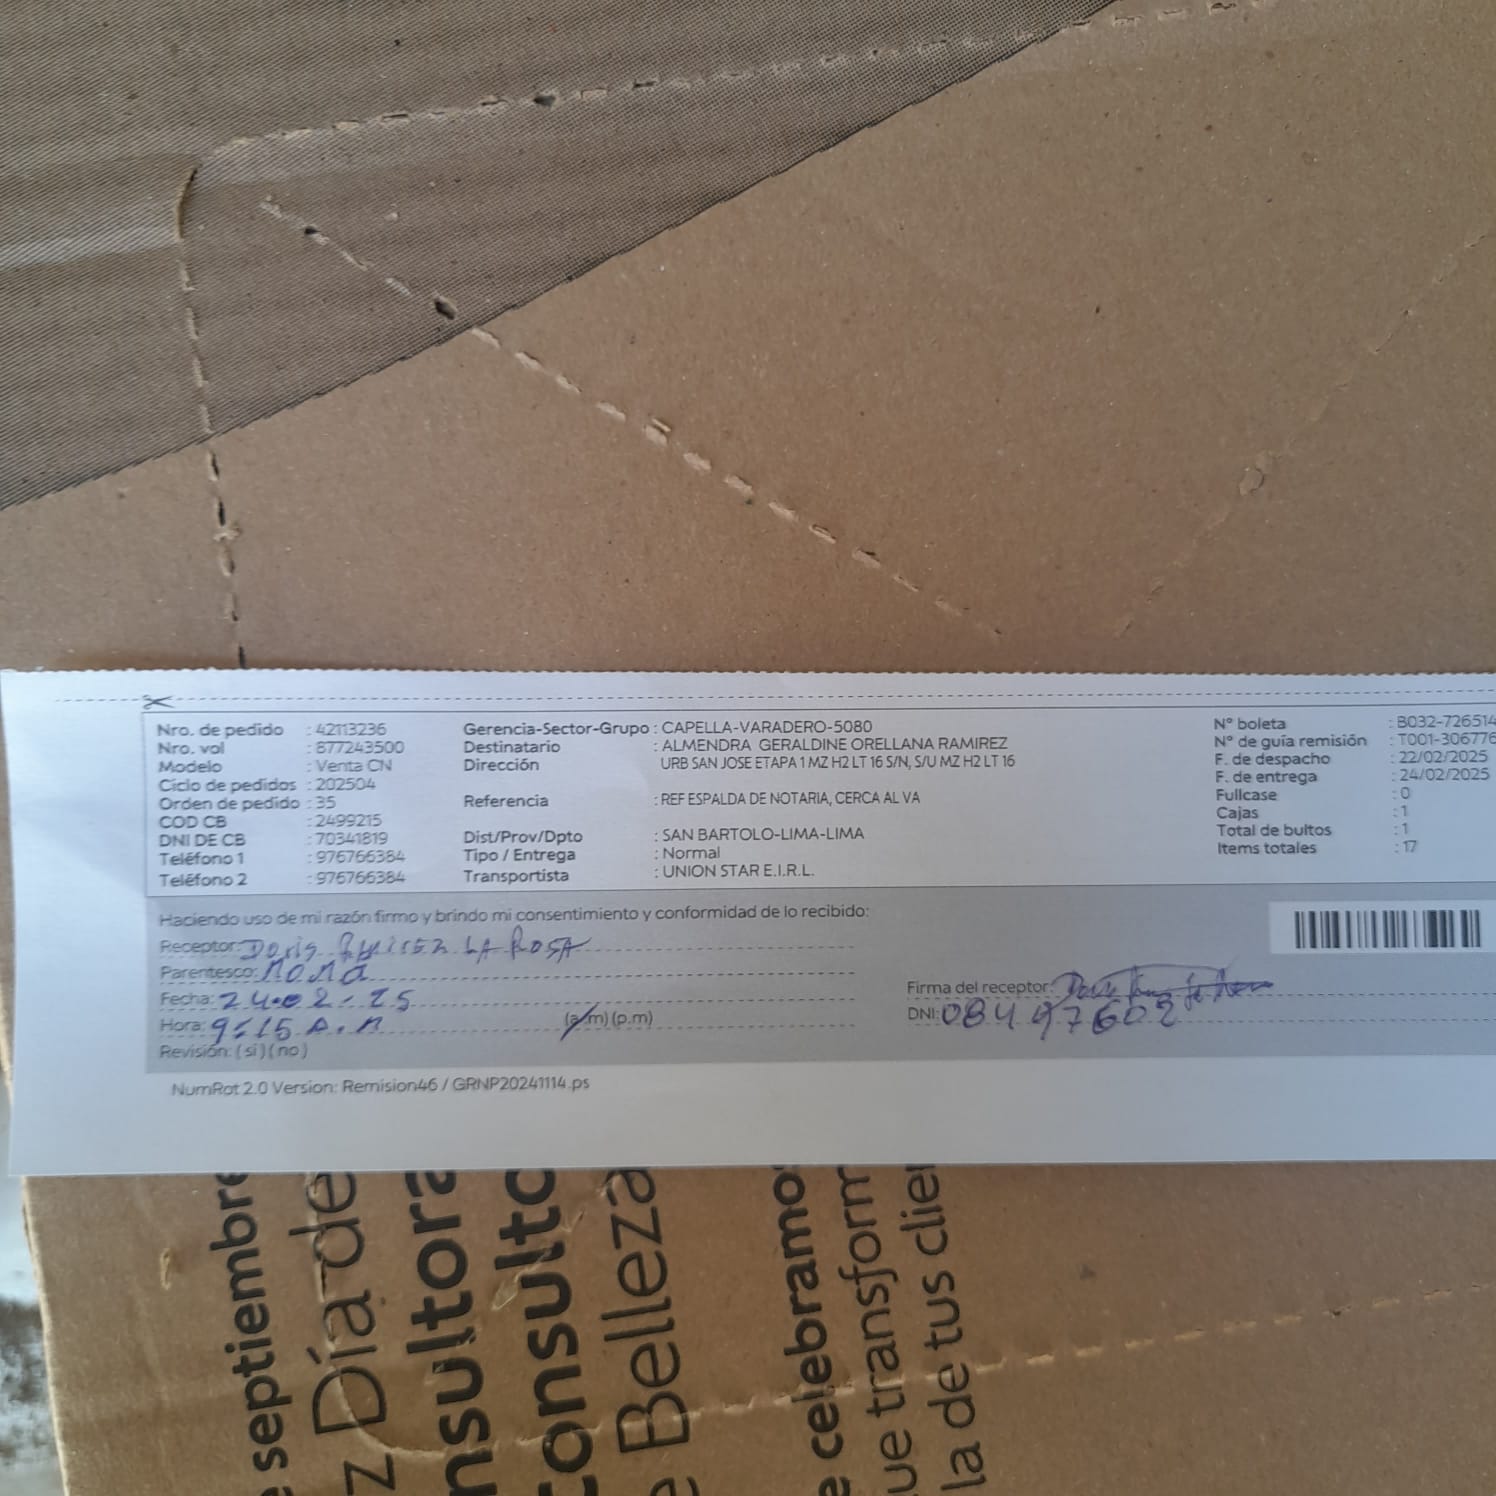 Nro. de pedido : 42113236
Nro. vol : 877243500
Modelo : Venta CN
Ciclo de pedidos : 202504
Orden de pedido : 35
COD CB : 2499215
DNI DE CB : 70341819
Teléfono 1 : 976766384
Teléfono 2 : 976766384
Gerencia-Sector-Grupo : CAPELLA-VARADERO-5080
Destinatario : ALMENDRA GERALDINE ORELLANA RAMIREZ
Dirección URB SAN JOSE ETAPA 1 MZ H2 LT 16 S/N, S/U MZ H2 LT 16
Referencia : REF ESPALDA DE NOTARIA, CERCA AL VA
Dist/Prov/Dpto : SAN BARTOLO-LIMA-LIMA
Tipo / Entrega : Normal
Transportista : UNION STAR E.I.R.L.
N° boleta : B032-726514
N° de guía remisión : T001-306776
F. de despacho : 22/02/2025
F. de entrega : 24/02/2025
Fullcase : 0
Cajas : 1
Total de bultos : 1
Items totales : 17
Haciendo uso de mi razón firmo y brindo mi consentimiento y conformidad de lo recibido:
Receptor: Doris LA ROSA
Parentesco: MAMA
Fecha: 24-02-25
Hora: 9:15 A.M (a.m) (p.m)
Revisión: ( si ) ( no )
Firma del receptor:
DNI: 08497602
NumRot 2.0 Version: Remision46 / GRNP20241114.ps
e septiembre
z Día de
nsultora
consulto
e Belleza
e celebramo
ue transform
la de tus clie